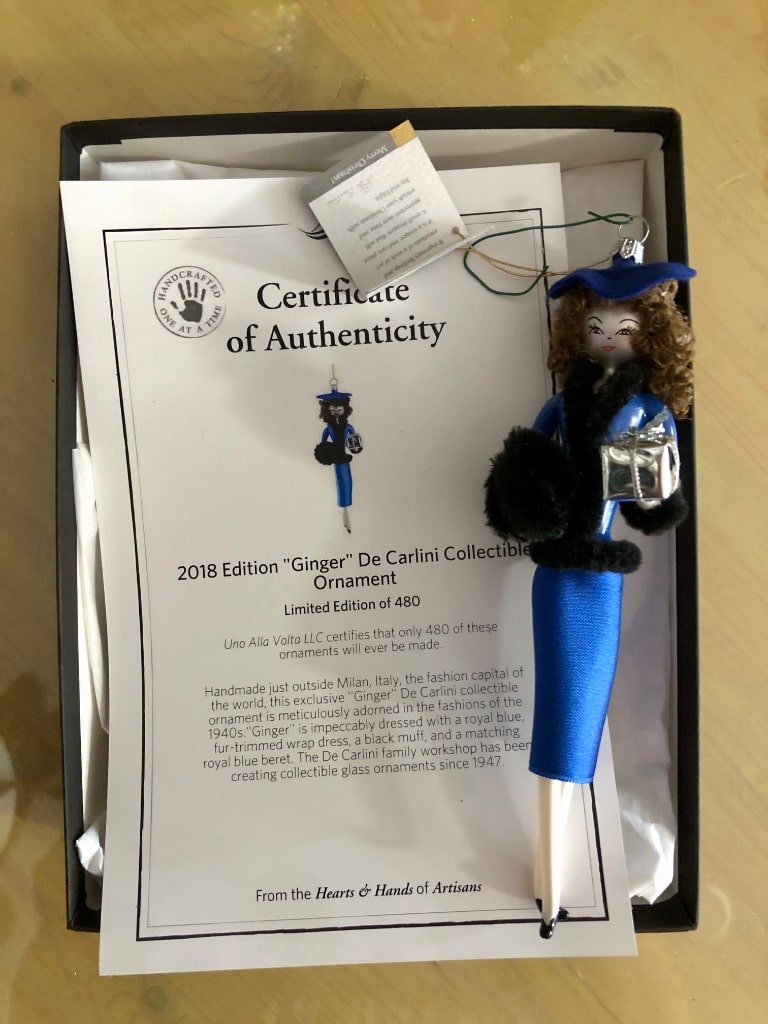 Merry Christmas!
HANDCRAFTED
ONE AT A TIME
Certificate
of Authenticity
2018 Edition "Ginger" De Carlini Collectible
Ornament
Limited Edition of 480
Uno Alla Volta LLC certifies that only 480 of these
ornaments will ever be made.
Handmade just outside Milan, Italy, the fashion capital of
the world, this exclusive "Ginger" De Carlini collectible
ornament is meticulously adorned in the fashions of the
1940s."Ginger" is impeccably dressed with a royal blue,
fur-trimmed wrap dress, a black muff, and a matching
royal blue beret. The De Carlini family workshop has been
creating collectible glass ornaments since 1947.
From the Hearts & Hands of Artisans